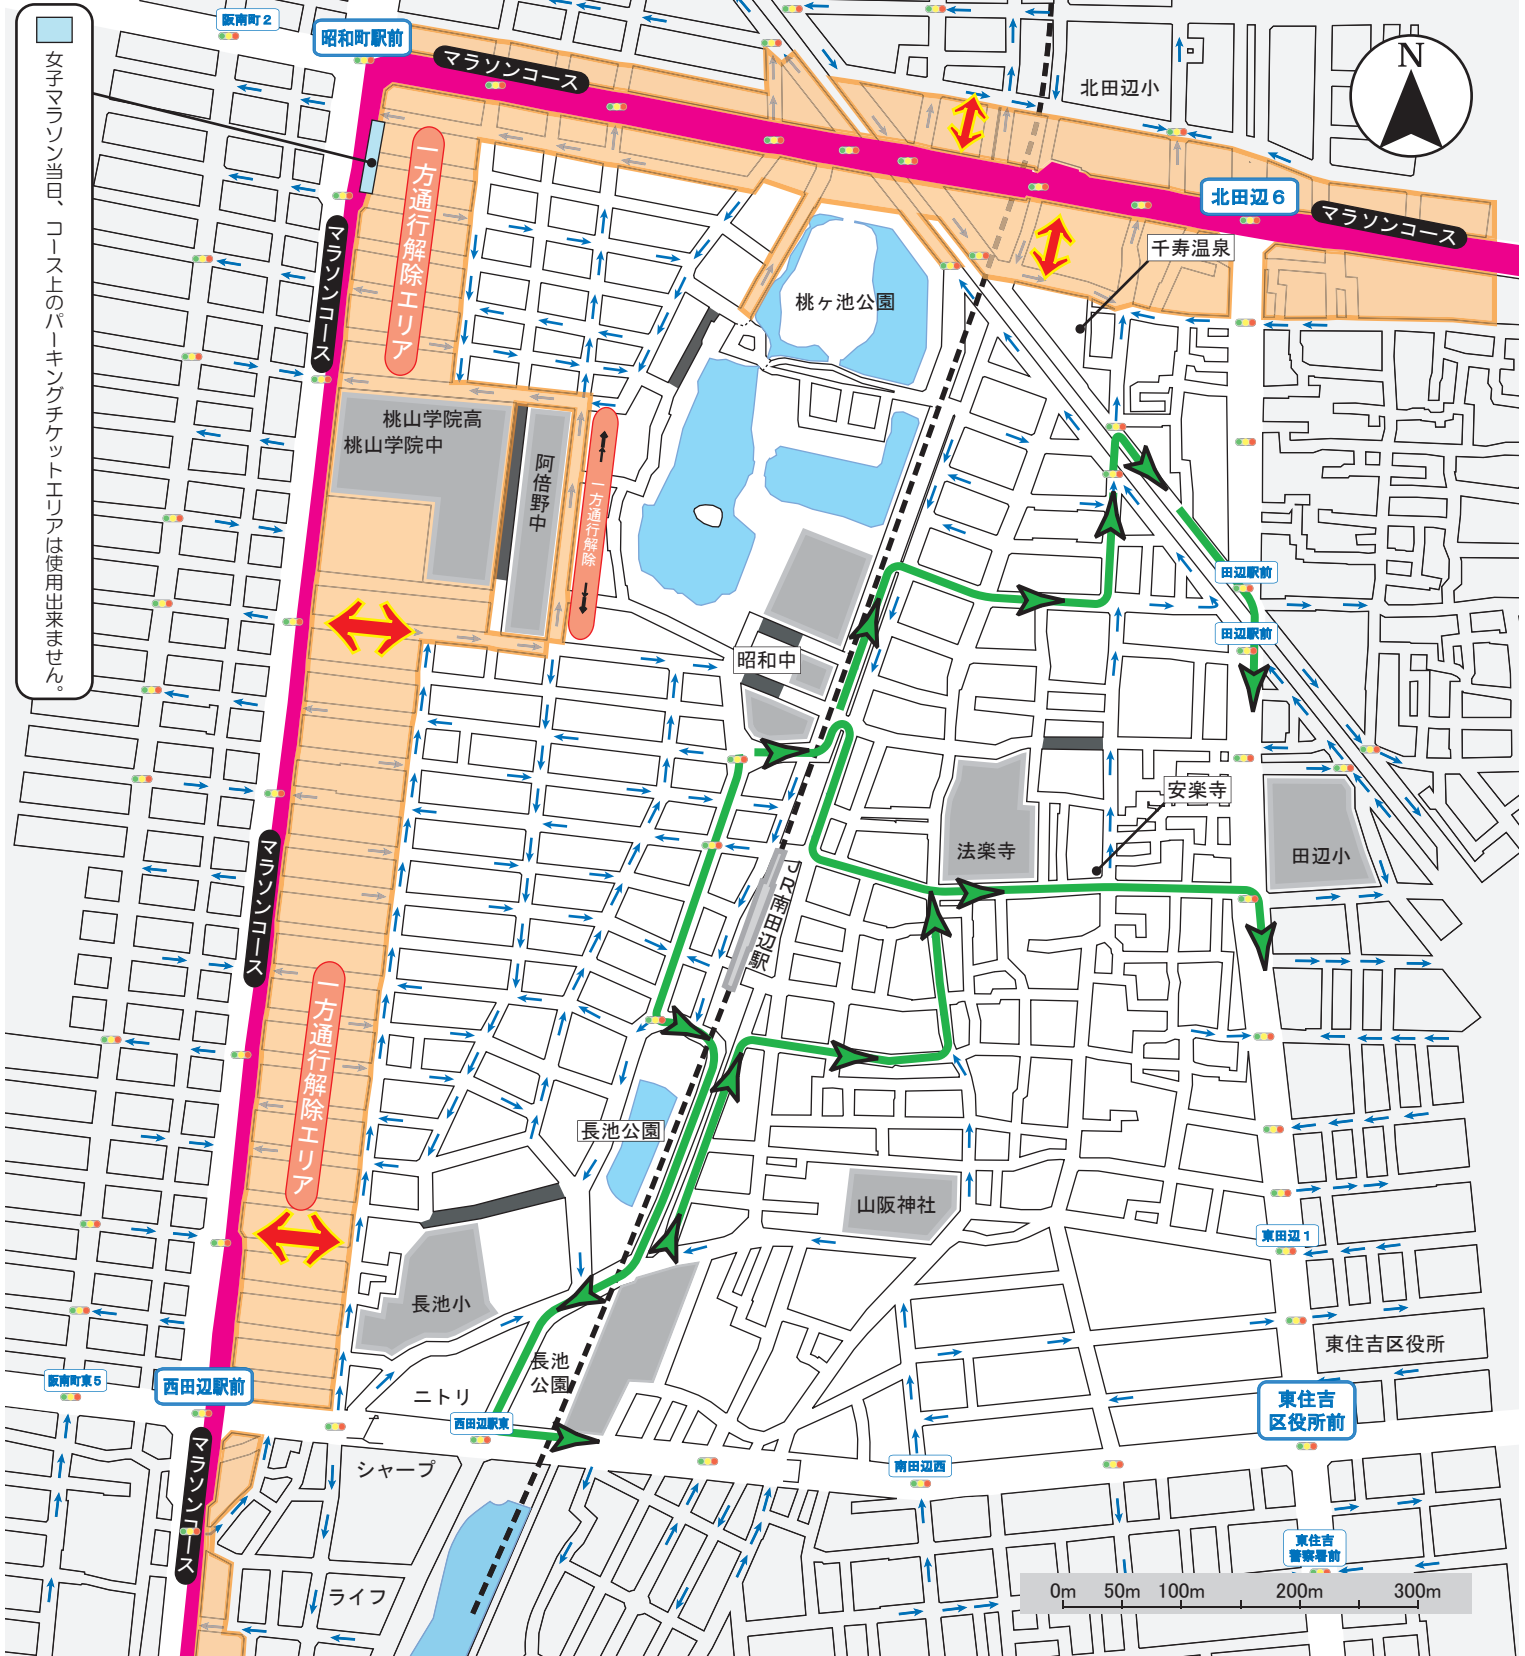 女子マラソン当日、コース上のパーキングチケットエリアは使用出来ません。
阪南町2
昭和町駅前
マラソンコース
北田辺小
N
北田辺6
マラソンコース
千寿温泉
一方通行解除エリア
マラソンコース
桃ヶ池公園
桃山学院高
桃山学院中
阿倍野中
一方通行解除
田辺駅前
田辺駅前
昭和中
安楽寺
法楽寺
田辺小
マラソンコース
JR南田辺駅
一方通行解除エリア
長池公園
山阪神社
東田辺1
長池小
東住吉区役所
長池
公園
阪南町東5
西田辺駅前
ニトリ
西田辺駅東
東住吉
区役所前
マラソンコース
シャープ
南田辺西
東住吉
警察署前
ライフ
0m 50m 100m 200m 300m